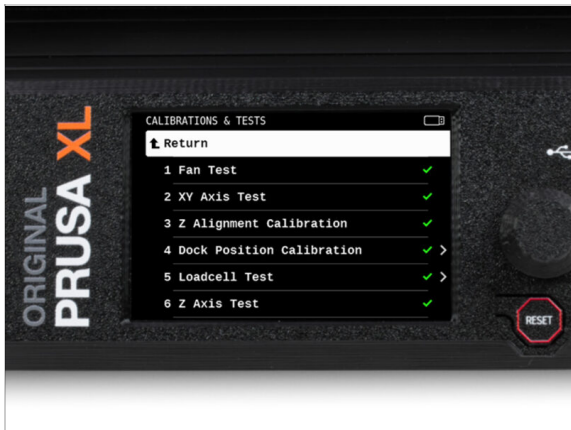 ORIGINAL
PRUSA XL
CALIBRATIONS & TESTS
Return
1 Fan Test
2 XY Axis Test
3 Z Alignment Calibration
4 Dock Position Calibration
5 Loadcell Test
6 Z Axis Test
RESET